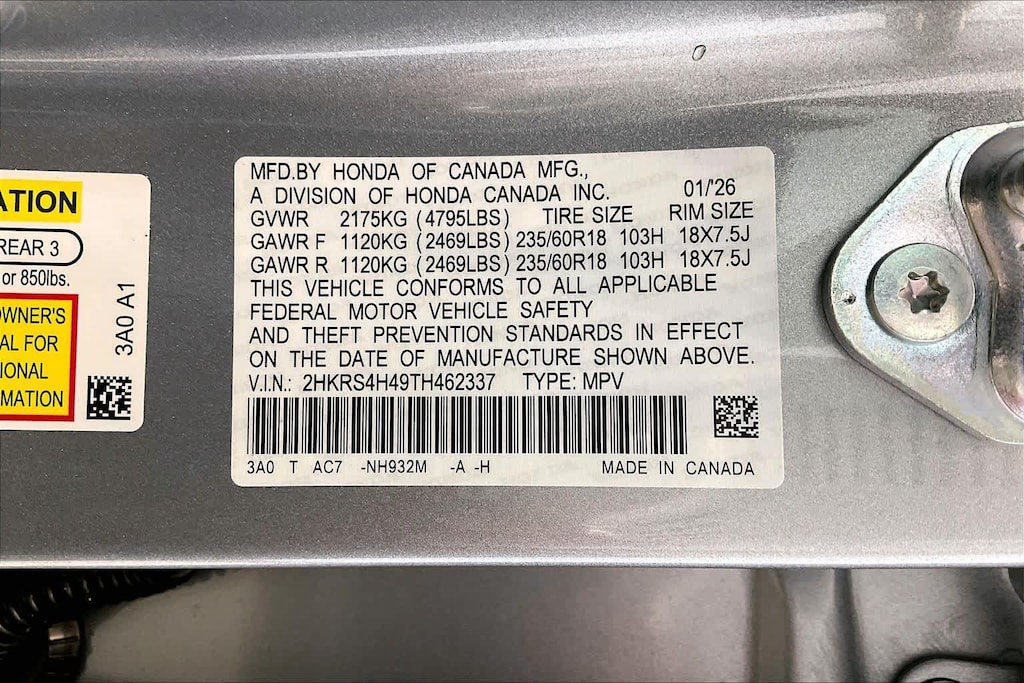 ATION
REAR 3
or 850lbs.
OWNER'S
AL FOR
IONAL
RMATION
3A0 A1
MFD.BY HONDA OF CANADA MFG.,
A DIVISION OF HONDA CANADA INC. 01/'26
GVWR 2175KG (4795LBS) TIRE SIZE RIM SIZE
GAWR F 1120KG (2469LBS) 235/60R18 103H 18X7.5J
GAWR R 1120KG (2469LBS) 235/60R18 103H 18X7.5J
THIS VEHICLE CONFORMS TO ALL APPLICABLE
FEDERAL MOTOR VEHICLE SAFETY
AND THEFT PREVENTION STANDARDS IN EFFECT
ON THE DATE OF MANUFACTURE SHOWN ABOVE.
V.I.N.: 2HKRS4H49TH462337 TYPE: MPV
3A0 T AC7 -NH932M -A -H MADE IN CANADA